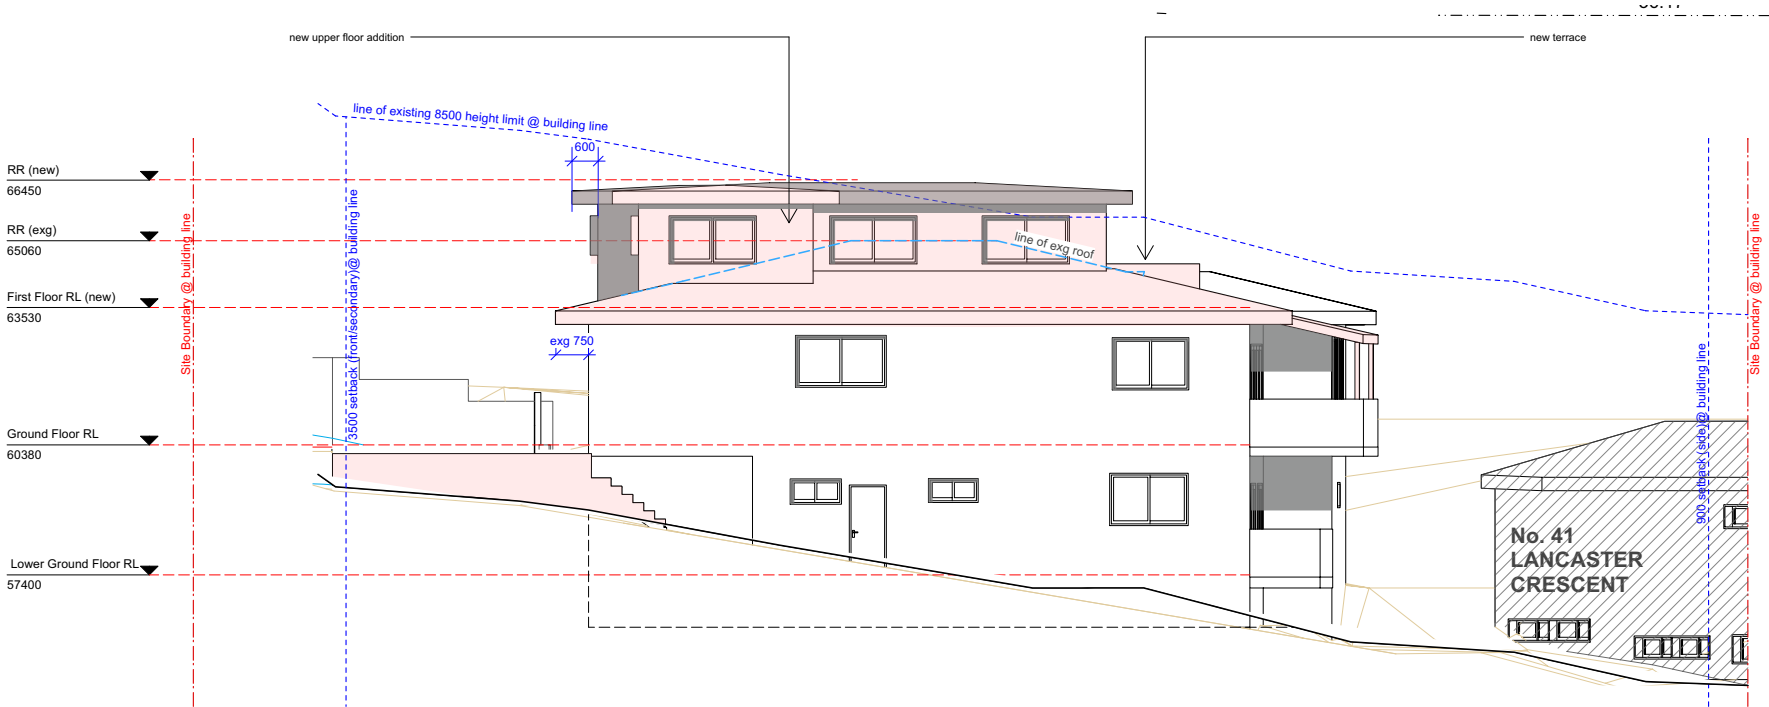 new upper floor addition
new terrace
line of existing 8500 height limit @ building line
600
RR (new)
66450
RR (exg)
65060
line of exg roof
First Floor RL (new)
63530
exg 750
Site Boundary @ building line
3500 setback (front/secondary)@ building line
900 setback (side)@ building line
Site Boundary @ building line
Ground Floor RL
60380
Lower Ground Floor RL
57400
No. 41
LANCASTER
CRESCENT